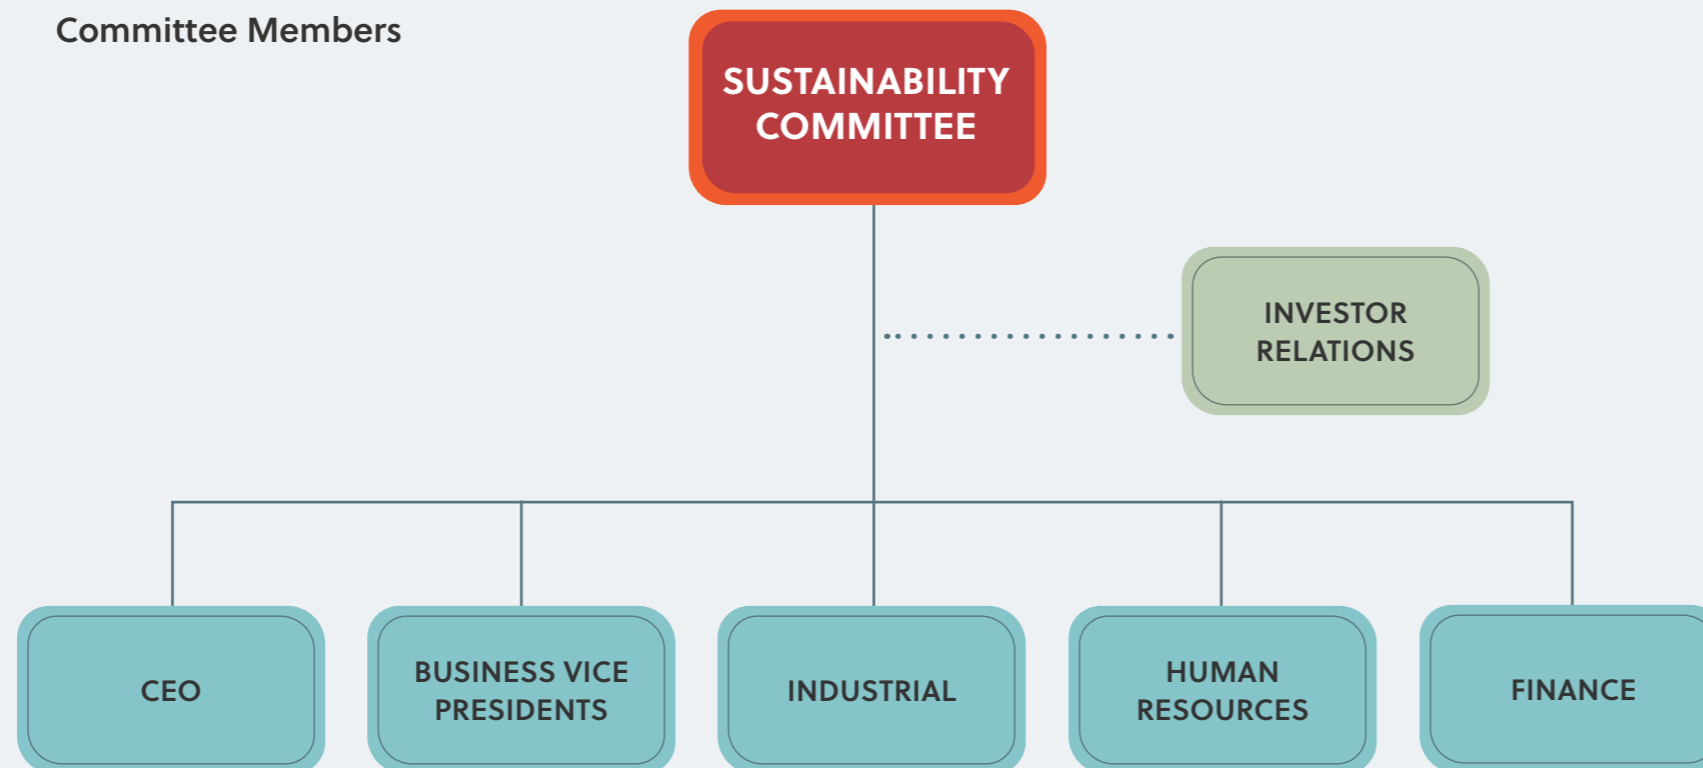 Committee Members
SUSTAINABILITY
COMMITTEE
INVESTOR
RELATIONS
CEO
BUSINESS VICE
PRESIDENTS
INDUSTRIAL
HUMAN
RESOURCES
FINANCE